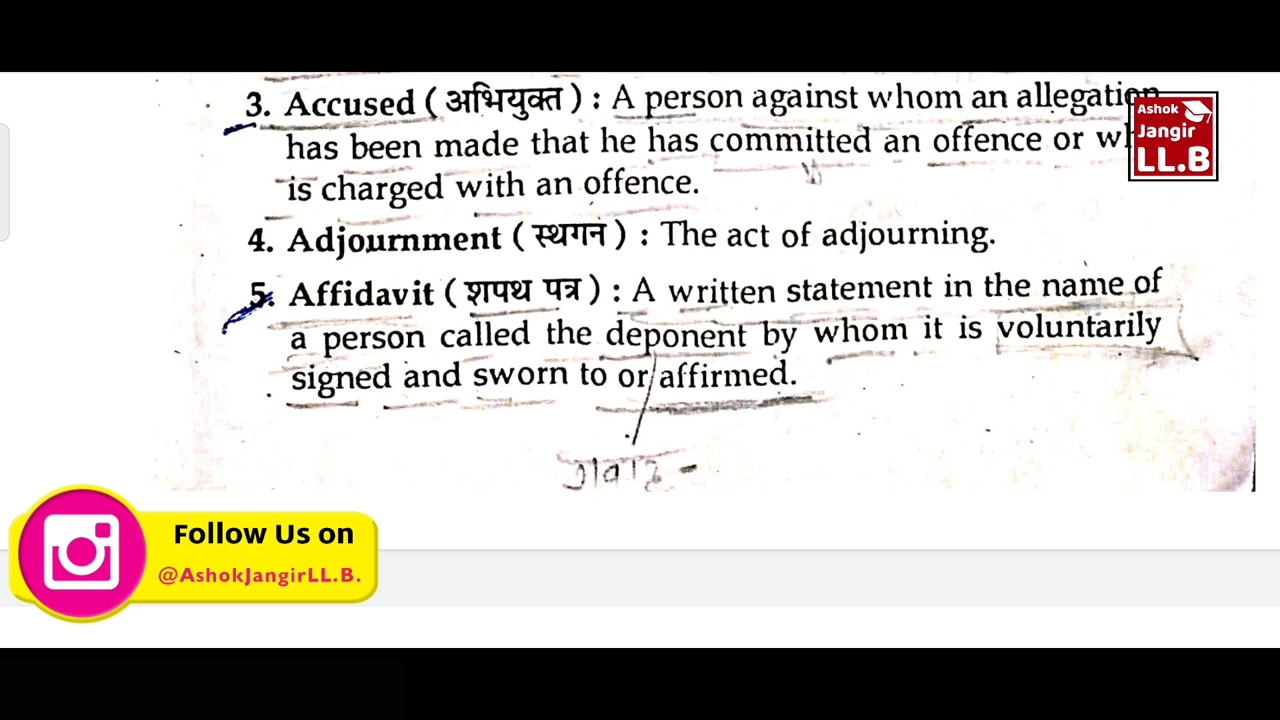 3. Accused ( अभियुक्त ) : A person against whom an allegation
has been made that he has committed an offence or
is charged with an offence.
4. Adjournment ( स्थगन ) : The act of adjourning.
5. Affidavit ( शपथ पत्र ) : A written statement in the name of
a person called the deponent by whom it is voluntarily
signed and sworn to or affirmed.
गवाह -
Ashok
Jangir
LL.B
Follow Us on
@AshokJangirLL.B.